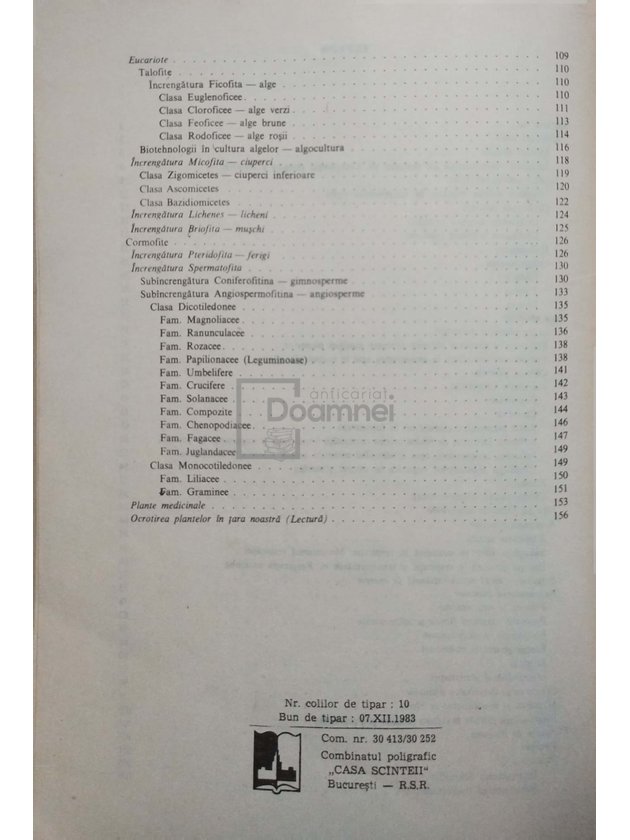 Eucariote . . . 109
Talofite . . . 110
Încrengătura Ficofita — alge . . . 110
Clasa Euglenoficee . . . 110
Clasa Cloroficee — alge verzi . . . 111
Clasa Feoficee — alge brune . . . 113
Clasa Rodoficee — alge roșii . . . 114
Biotehnologii în cultura algelor — algocultura . . . 116
Încrengătura Micofita — ciuperci . . . 118
Clasa Zigomicetes — ciuperci inferioare . . . 119
Clasa Ascomicetes . . . 120
Clasa Bazidiomicetes . . . 122
Încrengătura Lichenes — licheni . . . 124
Încrengătura Briofita — mușchi . . . 125
Cormofite . . . 126
Încrengătura Pteridofita — ferigi . . . 126
Încrengătura Spermatofita . . . 130
Subîncrengătura Coniferofitina — gimnosperme . . . 130
Subîncrengătura Angiospermofitina — angiosperme . . . 133
Clasa Dicotiledonee . . . 135
Fam. Magnoliacee . . . 135
Fam. Ranunculacee . . . 136
Fam. Rozacee . . . 138
Fam. Papilionacee (Leguminoase) . . . 138
Fam. Umbelifere . . . 141
Fam. Crucifere . . . 142
Fam. Solanacee . . . 143
Fam. Compozite . . . 144
Fam. Chenopodiacee . . . 146
Fam. Fagacee . . . 147
Fam. Juglandacee . . . 149
Clasa Monocotiledonee . . . 149
Fam. Liliacee . . . 150
Fam. Graminee . . . 151
Plante medicinale . . . 153
Ocrotirea plantelor în țara noastră (Lectură) . . . 156
anticariat
Doamnei
Nr. colilor de tipar : 10
Bun de tipar : 07.XII.1983
Com. nr. 30 413/30 252
Combinatul poligrafic
„CASA SCÎNTEII"
București — R.S.R.